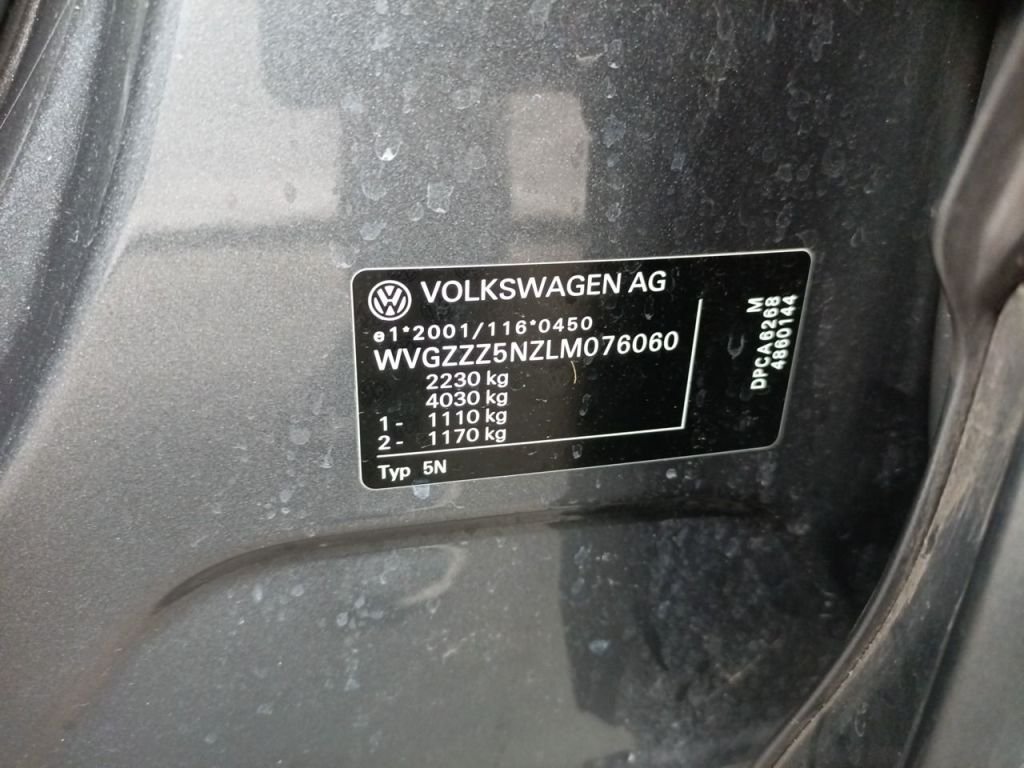 VOLKSWAGEN AG
e1*2001/116*0450
WVGZZZ5NZLM076060
2230 kg
4030 kg
1- 1110 kg
2- 1170 kg
Typ 5N
M
DPCA6268
4860144